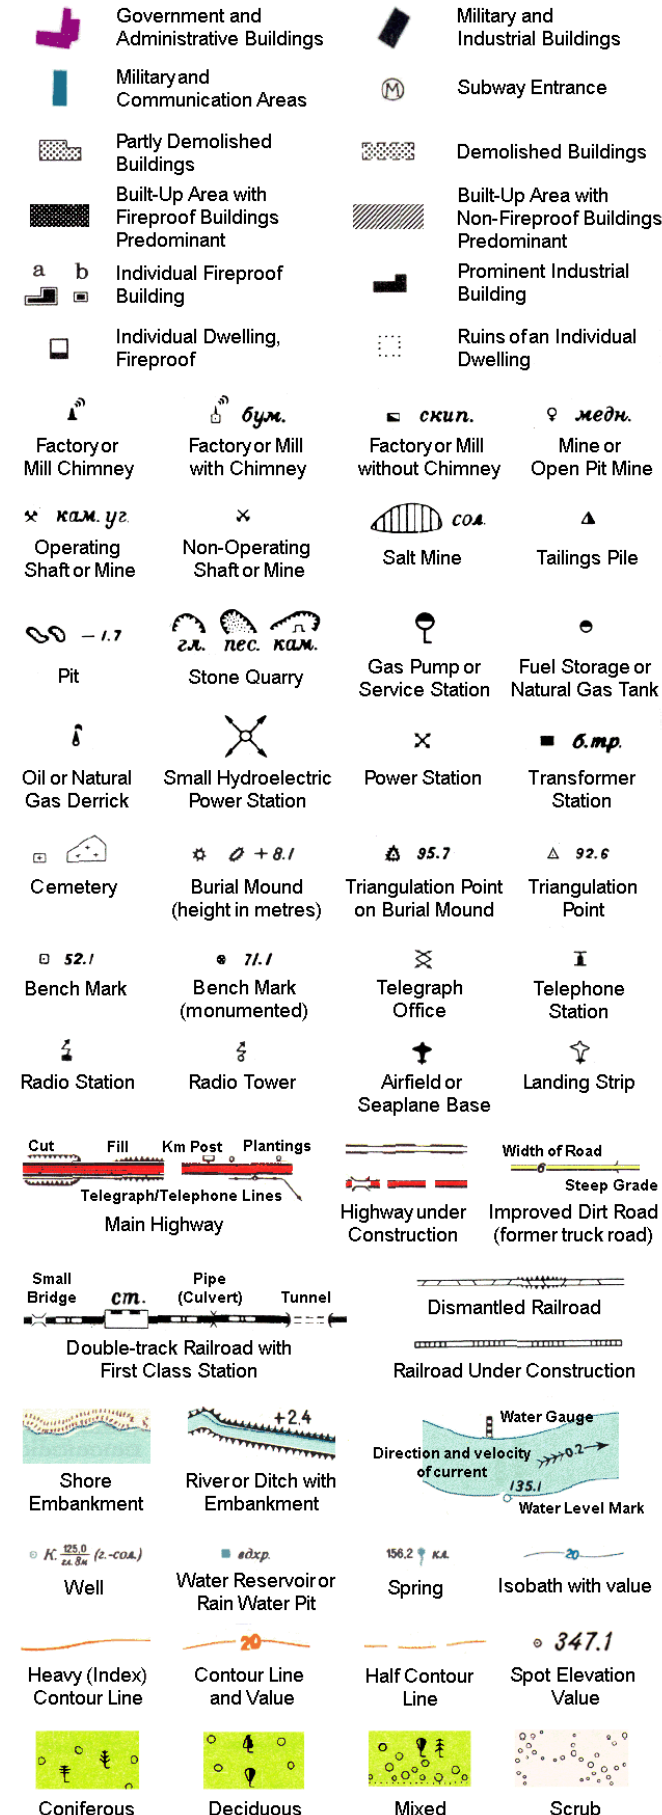 Government and
Administrative Buildings
Military and
Industrial Buildings
Military and
Communication Areas
M
Subway Entrance
Partly Demolished
Buildings
Demolished Buildings
Built-Up Area with
Fireproof Buildings
Predominant
Built-Up Area with
Non-Fireproof Buildings
Predominant
a b
Individual Fireproof
Building
Prominent Industrial
Building
Individual Dwelling,
Fireproof
Ruins of an Individual
Dwelling
бум. скип. медн.
Factory or
Mill Chimney
Factory or Mill
with Chimney
Factory or Mill
without Chimney
Mine or
Open Pit Mine
кам. уг. сол.
Operating
Shaft or Mine
Non-Operating
Shaft or Mine
Salt Mine
Tailings Pile
-1.7 гл. пес. кам.
Pit
Stone Quarry
Gas Pump or
Service Station
Fuel Storage or
Natural Gas Tank
б.тр.
Oil or Natural
Gas Derrick
Small Hydroelectric
Power Station
Power Station
Transformer
Station
+8.1 95.7 92.6
Cemetery
Burial Mound
(height in metres)
Triangulation Point
on Burial Mound
Triangulation
Point
52.1 71.1
Bench Mark
Bench Mark
(monumented)
Telegraph
Office
Telephone
Station
Radio Station
Radio Tower
Airfield or
Seaplane Base
Landing Strip
Cut Fill Km Post Plantings
Telegraph/Telephone Lines
Main Highway
Highway under
Construction
Width of Road
6
Steep Grade
Improved Dirt Road
(former truck road)
Small
Bridge
ст.
Pipe
(Culvert)
Tunnel
Double-track Railroad with
First Class Station
Dismantled Railroad
Railroad Under Construction
Shore
Embankment
+2.4
River or Ditch with
Embankment
Water Gauge
Direction and velocity
of current
0.2
135.1
Water Level Mark
К. 125,0 гл. 8м (г.-сол.)
Well
вдхр.
Water Reservoir or
Rain Water Pit
156,2 кл.
Spring
20
Isobath with value
Heavy (Index)
Contour Line
20
Contour Line
and Value
Half Contour
Line
347.1
Spot Elevation
Value
Coniferous
Deciduous
Mixed
Scrub